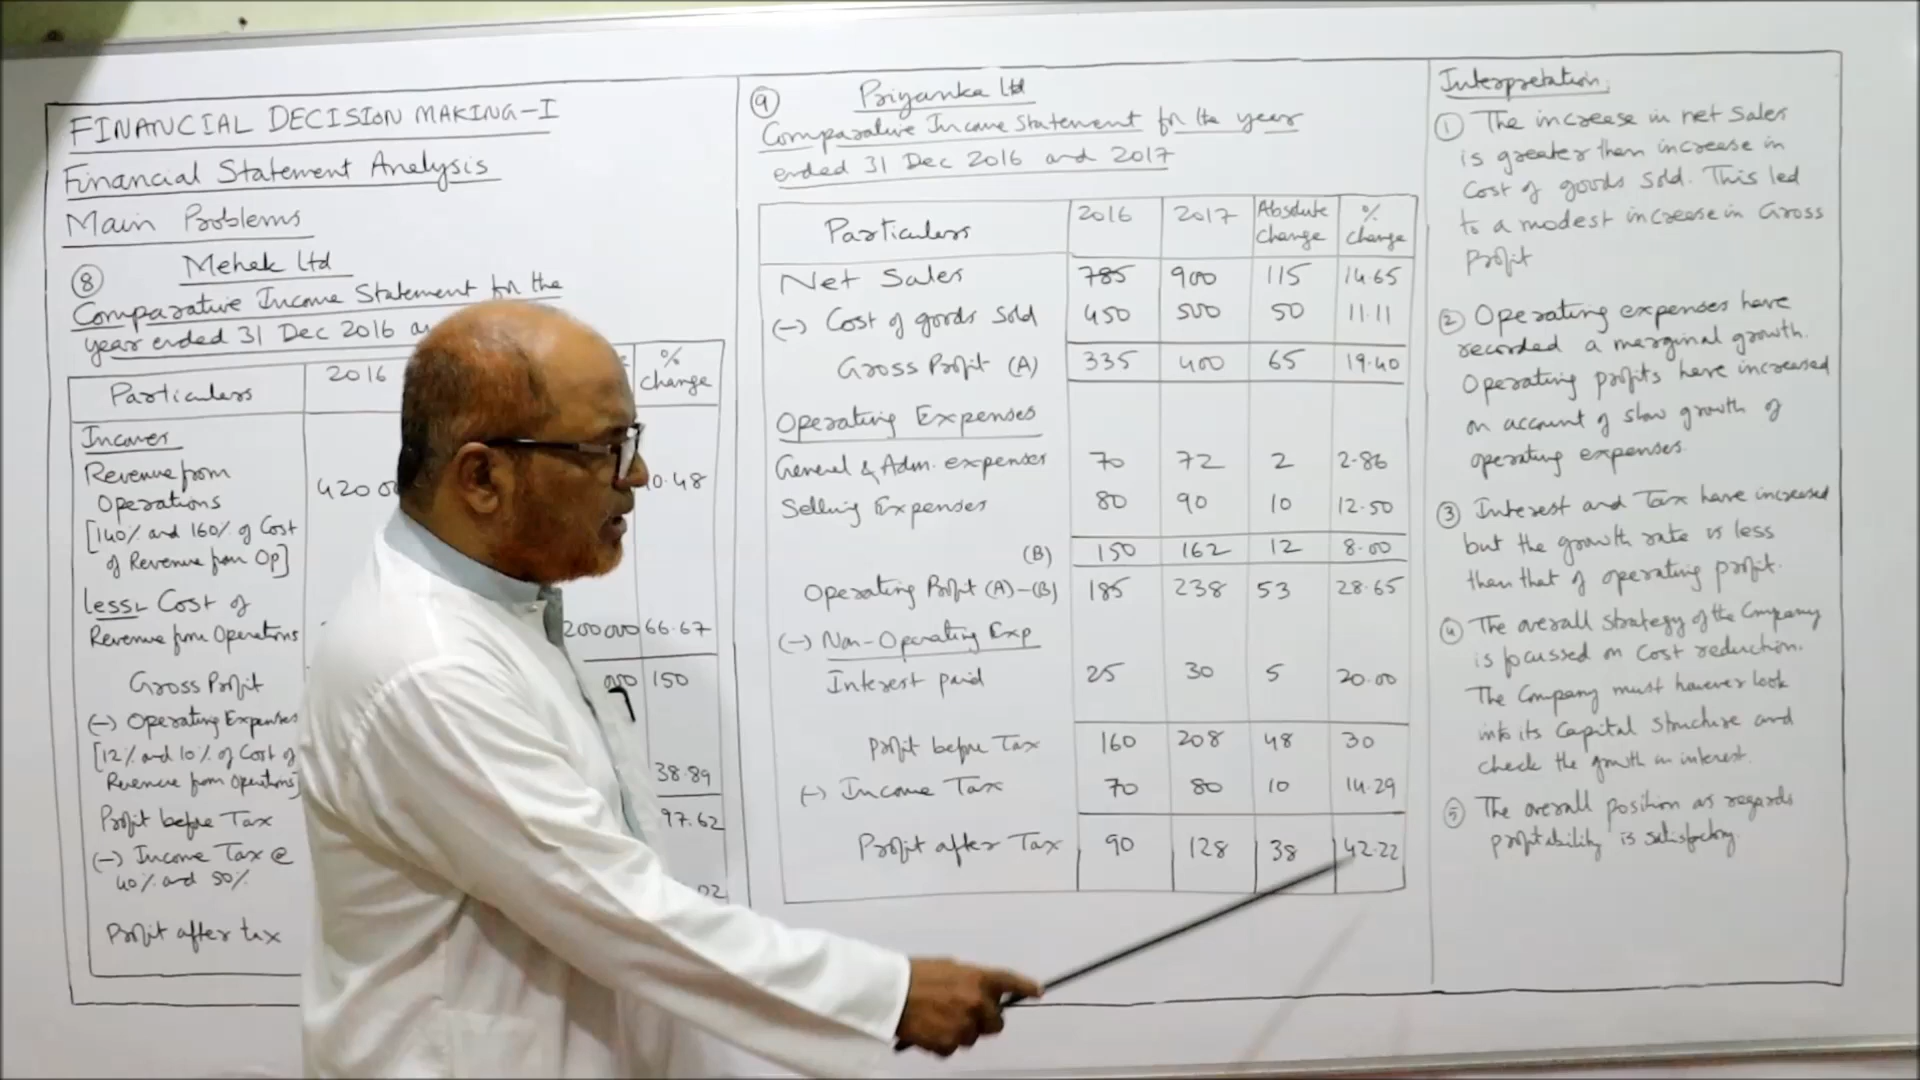 FINANCIAL DECISION MAKING-I
Financial Statement Analysis
Main Problems
8 Mehek Ltd
Comparative Income Statement for the
year ended 31 Dec 2016
Particulars 2016 % change
Incomes
Revenue from
Operations 10.48
[140% and 160% of Cost
of Revenue from Op]
less:- Cost of
Revenue from Operations 200000 66.67
Gross Profit 150
(-) Operating Expenses
[12% and 10% of Cost of
Revenue from Operations] 38.89
Profit before Tax 97.62
(-) Income Tax @
40% and 50%
Profit after tax
9 Priyanka Ltd
Comparative Income Statement for the year
ended 31 Dec 2016 and 2017
Particulars 2016 2017 Absolute Change % Change
Net Sales 785 900 115 14.65
(-) Cost of goods Sold 450 500 50 11.11
Gross Profit (A) 335 400 65 19.40
Operating Expenses
General & Adm. expenses 70 72 2 2.86
Selling Expenses 80 90 10 12.50
(B) 150 162 12 8.00
Operating Profit (A)-(B) 185 238 53 28.65
(-) Non-Operating Exp
Interest paid 25 30 5 20.00
Profit before Tax 160 208 48 30
(-) Income Tax 70 80 10 14.29
Profit after Tax 90 128 38 42.22
Interpretation:
1 The increase in net Sales
is greater than increase in
Cost of goods Sold. This led
to a modest increase in Gross
Profit
2 Operating expenses have
recorded a marginal growth.
Operating profits have increased
on account of slow growth of
operating expenses.
3 Interest and Tax have increased
but the growth rate is less
than that of operating profit.
4 The overall strategy of the Company
is focussed on Cost reduction.
The Company must however look
into its Capital Structure and
check the growth in interest.
5 The overall position as regards
profitability is satisfactory.